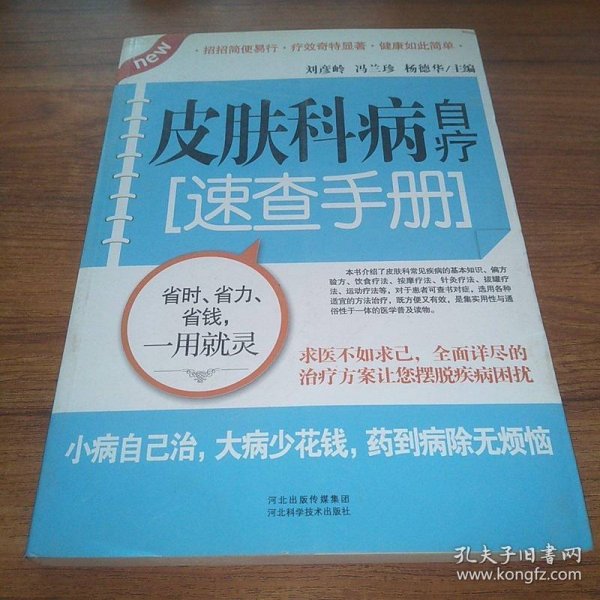 new
·招招简便易行·疗效奇特显著·健康如此简单·
刘彦岭 冯兰珍 杨德华/主编
皮肤科病自疗
[速查手册]
本书介绍了皮肤科常见疾病的基本知识、偏方
验方、饮食疗法、按摩疗法、针灸疗法、拔罐疗
法、运动疗法等，对于患者可查书对症，选用各种
适宜的方法治疗，既方便又有效，是集实用性与通
俗性于一体的医学普及读物。
省时、省力、
省钱，
一用就灵
求医不如求己，全面详尽的
治疗方案让您摆脱疾病困扰
小病自己治，大病少花钱，药到病除无烦恼
河北出版传媒集团
河北科学技术出版社
孔夫子旧书网
www.kongfz.com